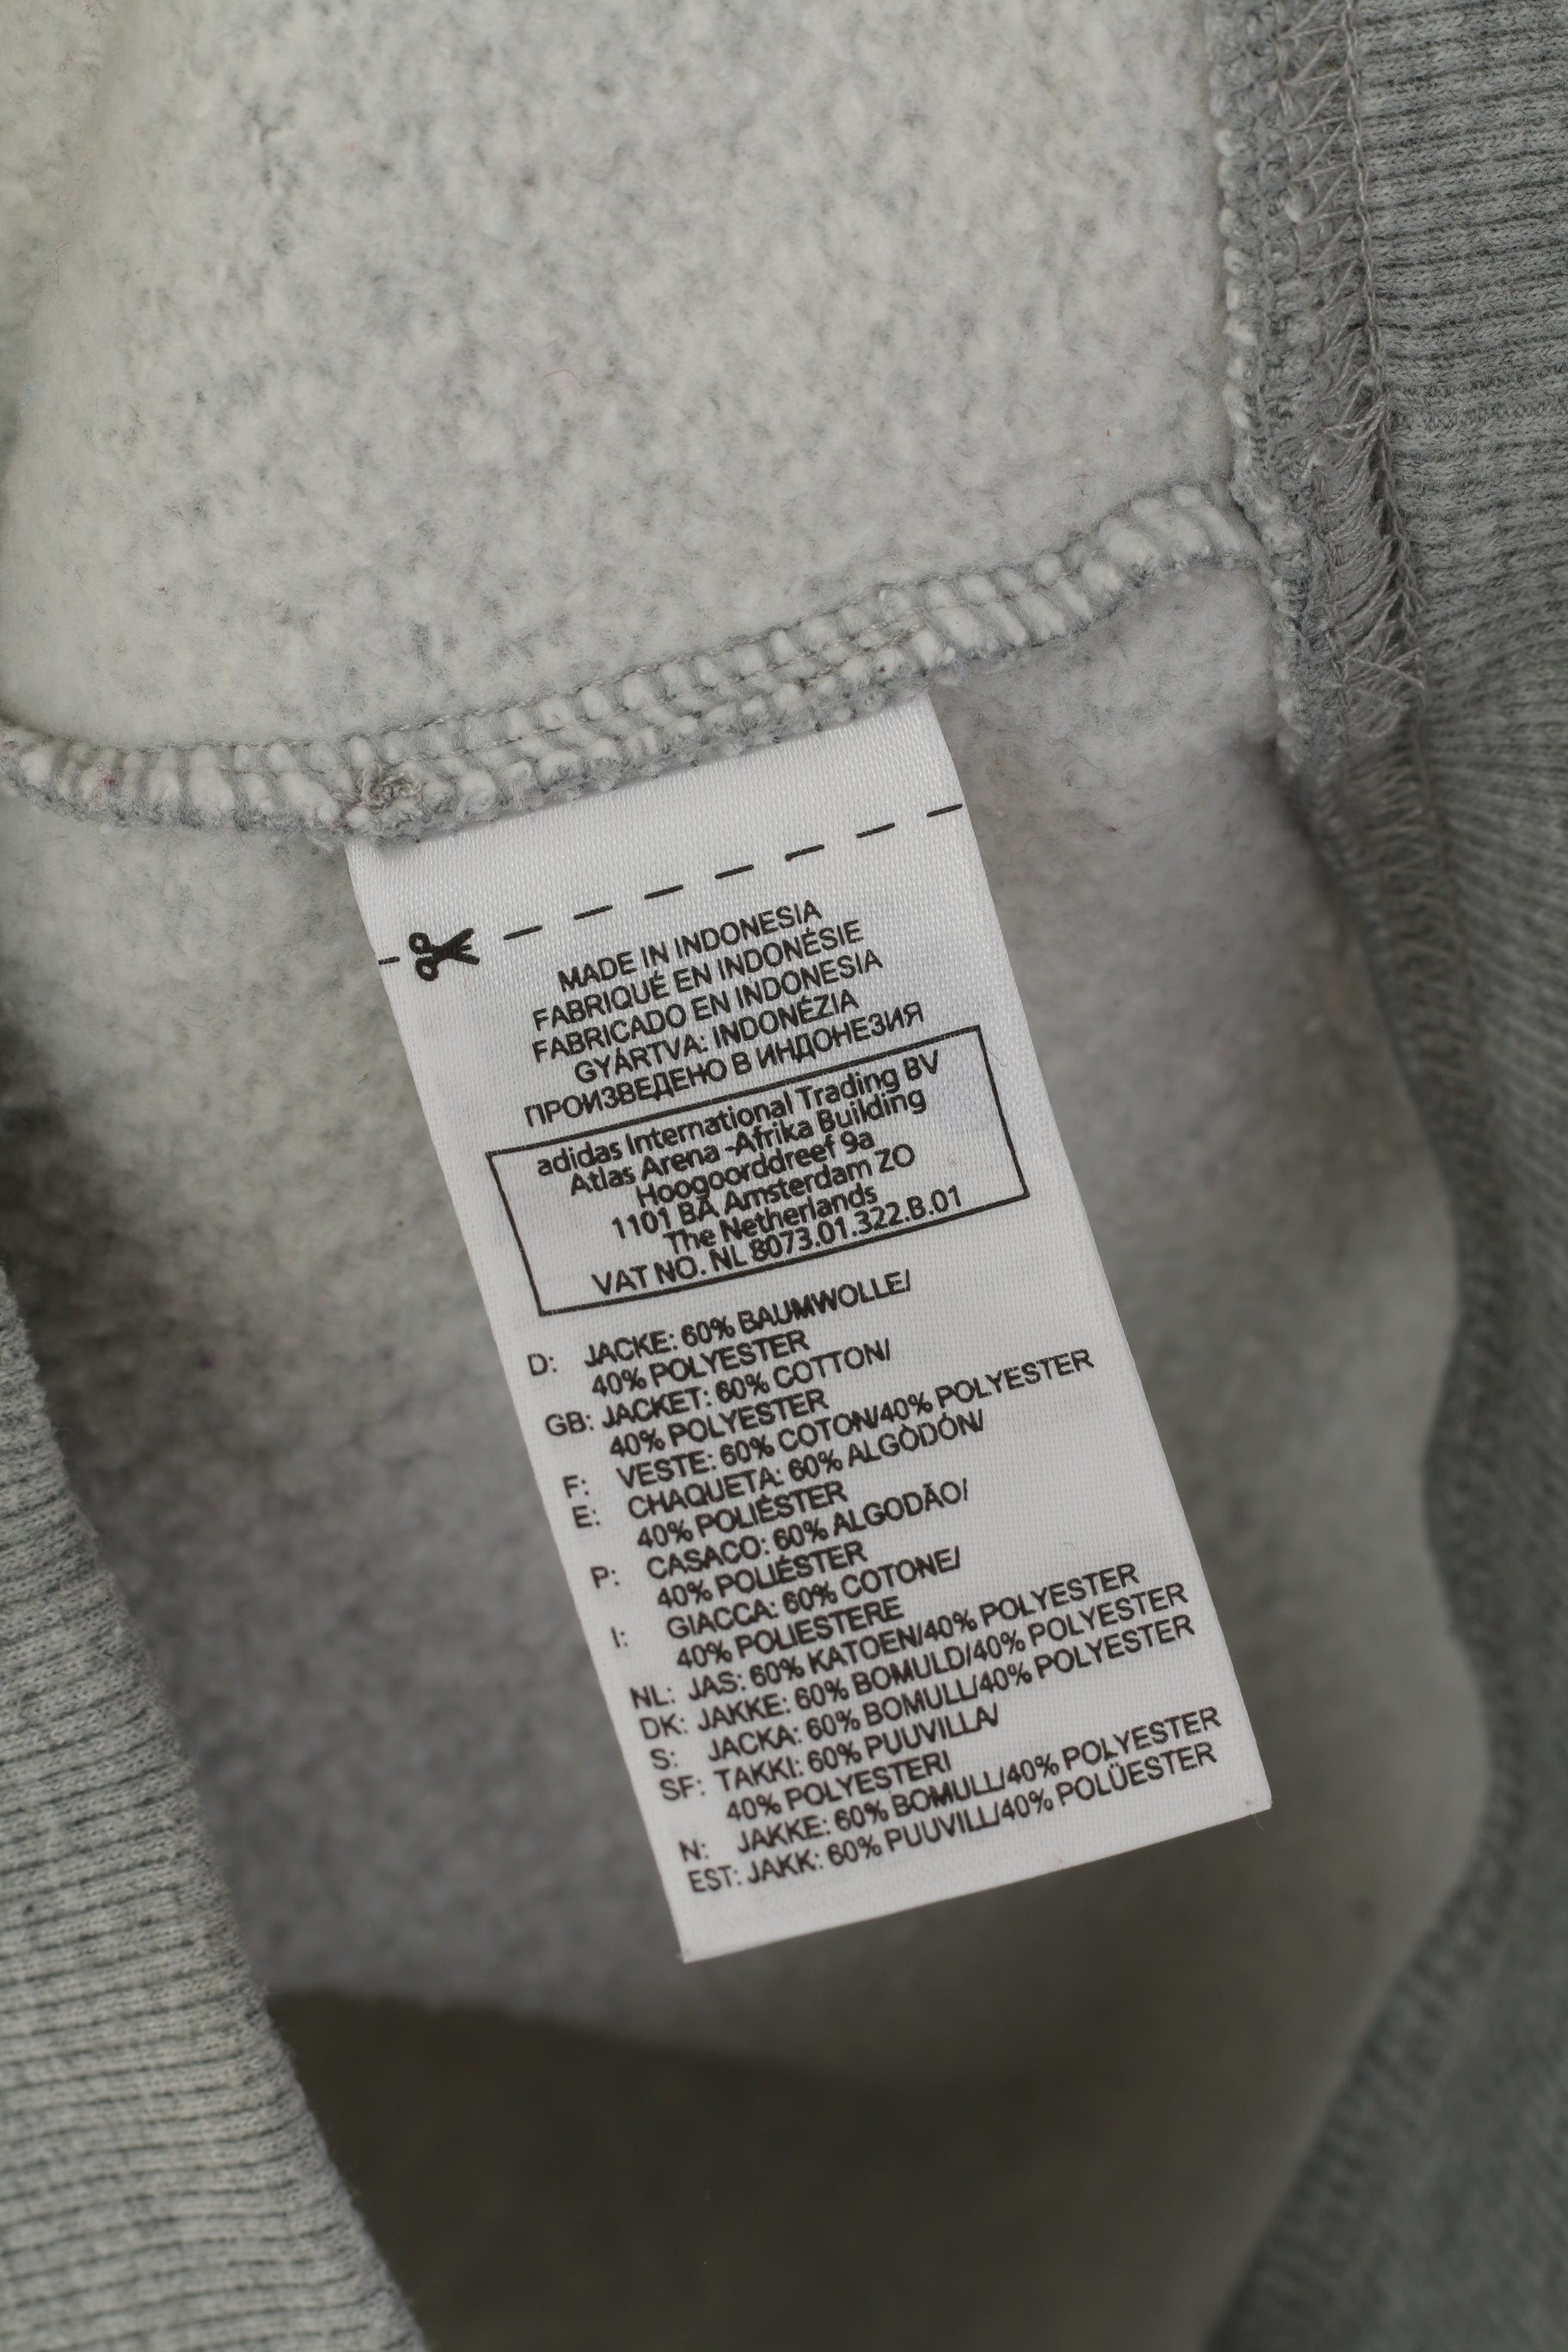 MADE IN INDONESIA
FABRIQUÉ EN INDONÉSIE
FABRICADO EN INDONESIA
GYÁRTVA: INDONÉZIA
ПРОИЗВЕДЕНО В ИНДОНЕЗИЯ
adidas International Trading BV
Atlas Arena -Afrika Building
Hoogoorddreef 9a
1101 BA Amsterdam ZO
The Netherlands
VAT NO. NL 8073.01.322.B.01
D: JACKE: 60% BAUMWOLLE/
40% POLYESTER
GB: JACKET: 60% COTTON/
40% POLYESTER
F: VESTE: 60% COTON/40% POLYESTER
E: CHAQUETA: 60% ALGÒDÓN/
40% POLIÉSTER
P: CASACO: 60% ALGODÃO/
40% POLIÉSTER
I: GIACCA: 60% COTONE/
40% POLIESTERE
NL: JAS: 60% KATOEN/40% POLYESTER
DK: JAKKE: 60% BOMULD/40% POLYESTER
S: JACKA: 60% BOMULL/40% POLYESTER
SF: TAKKI: 60% PUUVILLA/
40% POLYESTERI
N: JAKKE: 60% BOMULL/40% POLYESTER
EST: JAKK: 60% PUUVILL/40% POLÜESTER